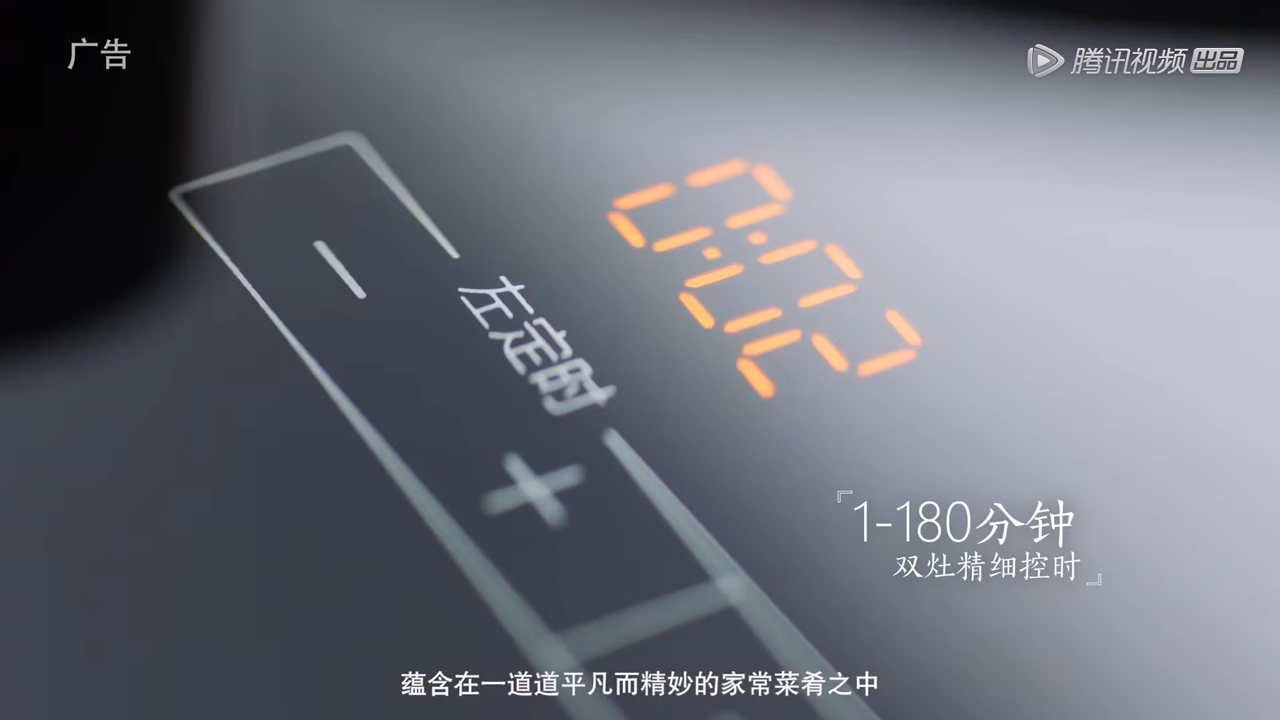 广告
腾讯视频 出品
0:02
－
左定时
＋
『1-180分钟
双灶精细控时』
蕴含在一道道平凡而精妙的家常菜肴之中